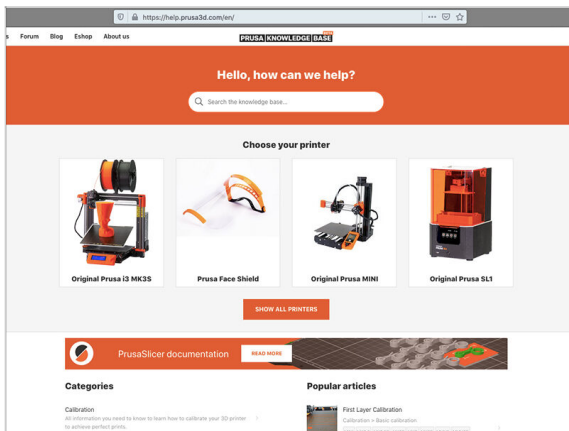 https://help.prusa3d.com/en/
s Forum Blog Eshop About us
PRUSA KNOWLEDGE BASE
Hello, how can we help?
Search the knowledge base...
Choose your printer
Original Prusa i3 MK3S Prusa Face Shield Original Prusa MINI Original Prusa SL1
SHOW ALL PRINTERS
PrusaSlicer documentation READ MORE
Categories Popular articles
Calibration First Layer Calibration
All information you need to know to learn how to calibrate your 3D printer Calibration > Basic calibration
to achieve perfect prints.